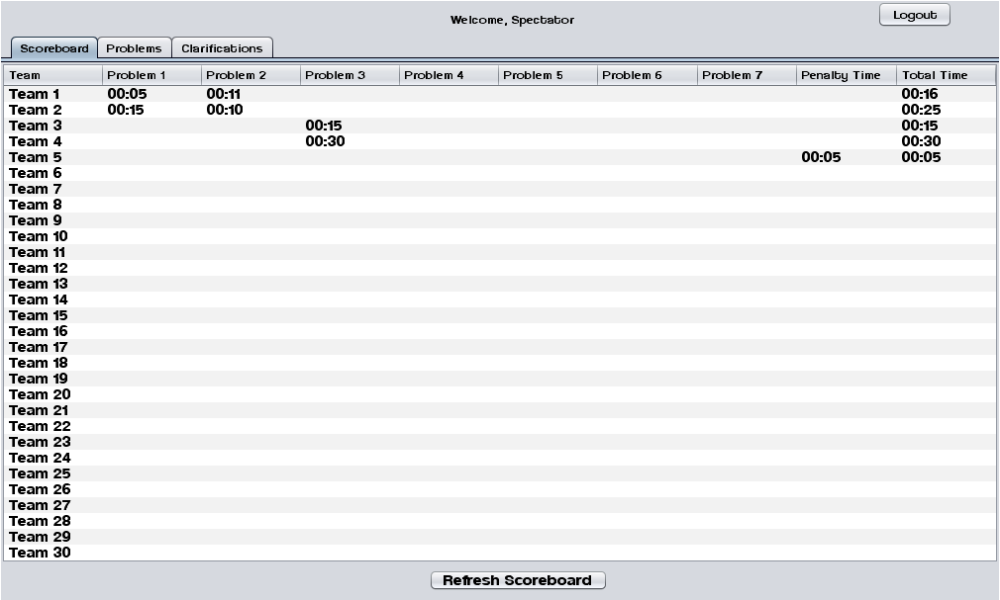 Welcome, Spectator
Logout
Scoreboard Problems Clarifications
Team Problem 1 Problem 2 Problem 3 Problem 4 Problem 5 Problem 6 Problem 7 Penalty Time Total Time
Team 1 00:05 00:11 00:16
Team 2 00:15 00:10 00:25
Team 3 00:15 00:15
Team 4 00:30 00:30
Team 5 00:05 00:05
Team 6
Team 7
Team 8
Team 9
Team 10
Team 11
Team 12
Team 13
Team 14
Team 15
Team 16
Team 17
Team 18
Team 19
Team 20
Team 21
Team 22
Team 23
Team 24
Team 25
Team 26
Team 27
Team 28
Team 29
Team 30
Refresh Scoreboard